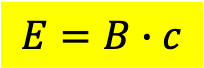 E = B · c